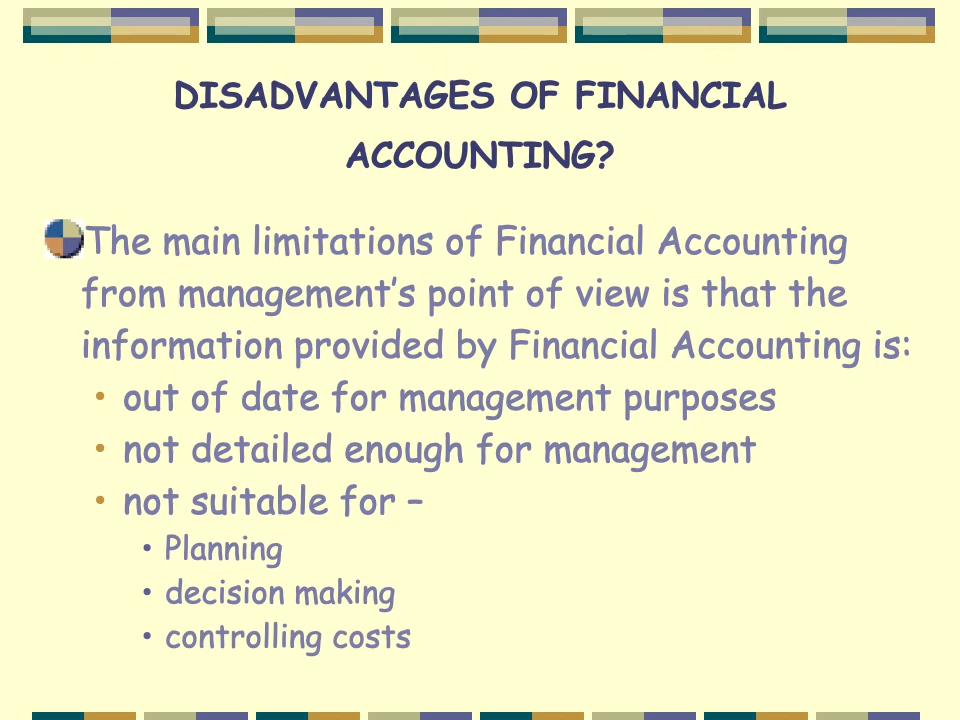 DISADVANTAGES OF FINANCIAL
ACCOUNTING?
The main limitations of Financial Accounting
from management’s point of view is that the
information provided by Financial Accounting is:
• out of date for management purposes
• not detailed enough for management
• not suitable for –
• Planning
• decision making
• controlling costs